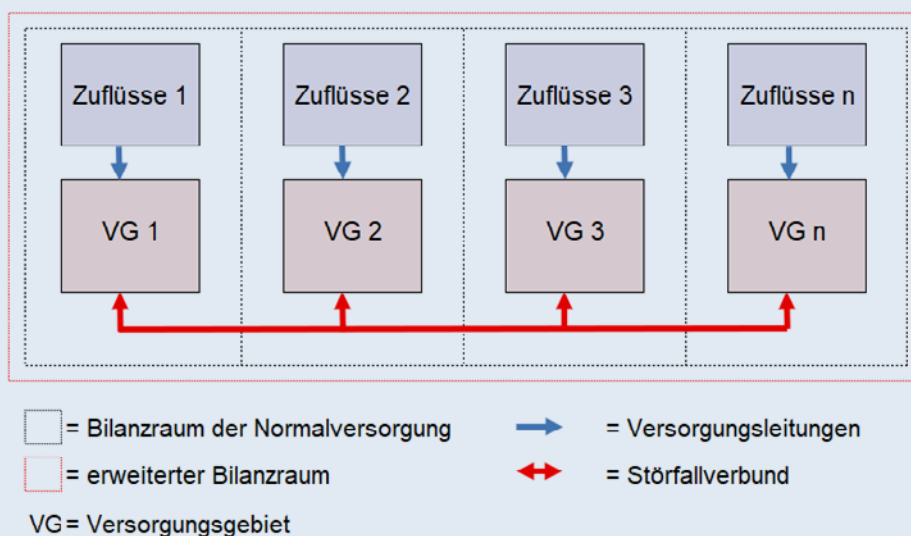 Zuflüsse 1 Zuflüsse 2 Zuflüsse 3 Zuflüsse n
VG 1 VG 2 VG 3 VG n
= Bilanzraum der Normalversorgung = Versorgungsleitungen
= erweiterter Bilanzraum = Störfallverbund
VG = Versorgungsgebiet